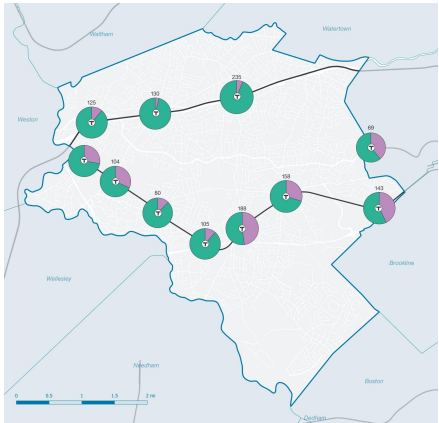 Waltham
Watertown
235
130
125
Weston
69
104
158
80
143
188
105
Brookline
Wellesley
Needham
Boston
0 0.5 1 1.5 2 mi
Dedham